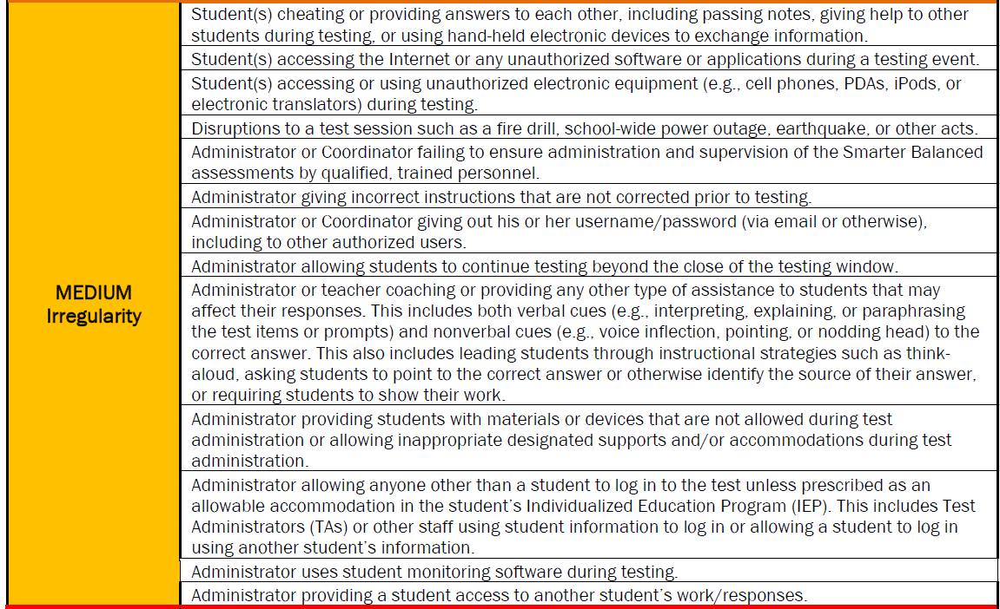 Student(s) cheating or providing answers to each other, including passing notes, giving help to other
students during testing, or using hand-held electronic devices to exchange information.
Student(s) accessing the Internet or any unauthorized software or applications during a testing event.
Student(s) accessing or using unauthorized electronic equipment (e.g., cell phones, PDAs, iPods, or
electronic translators) during testing.
Disruptions to a test session such as a fire drill, school-wide power outage, earthquake, or other acts.
Administrator or Coordinator failing to ensure administration and supervision of the Smarter Balanced
assessments by qualified, trained personnel.
Administrator giving incorrect instructions that are not corrected prior to testing.
Administrator or Coordinator giving out his or her username/password (via email or otherwise),
including to other authorized users.
Administrator allowing students to continue testing beyond the close of the testing window.
MEDIUM
Irregularity
Administrator or teacher coaching or providing any other type of assistance to students that may
affect their responses. This includes both verbal cues (e.g., interpreting, explaining, or paraphrasing
the test items or prompts) and nonverbal cues (e.g., voice inflection, pointing, or nodding head) to the
correct answer. This also includes leading students through instructional strategies such as think-
aloud, asking students to point to the correct answer or otherwise identify the source of their answer,
or requiring students to show their work.
Administrator providing students with materials or devices that are not allowed during test
administration or allowing inappropriate designated supports and/or accommodations during test
administration.
Administrator allowing anyone other than a student to log in to the test unless prescribed as an
allowable accommodation in the student's Individualized Education Program (IEP). This includes Test
Administrators (TAs) or other staff using student information to log in or allowing a student to log in
using another student's information.
Administrator uses student monitoring software during testing.
Administrator providing a student access to another student's work/responses.